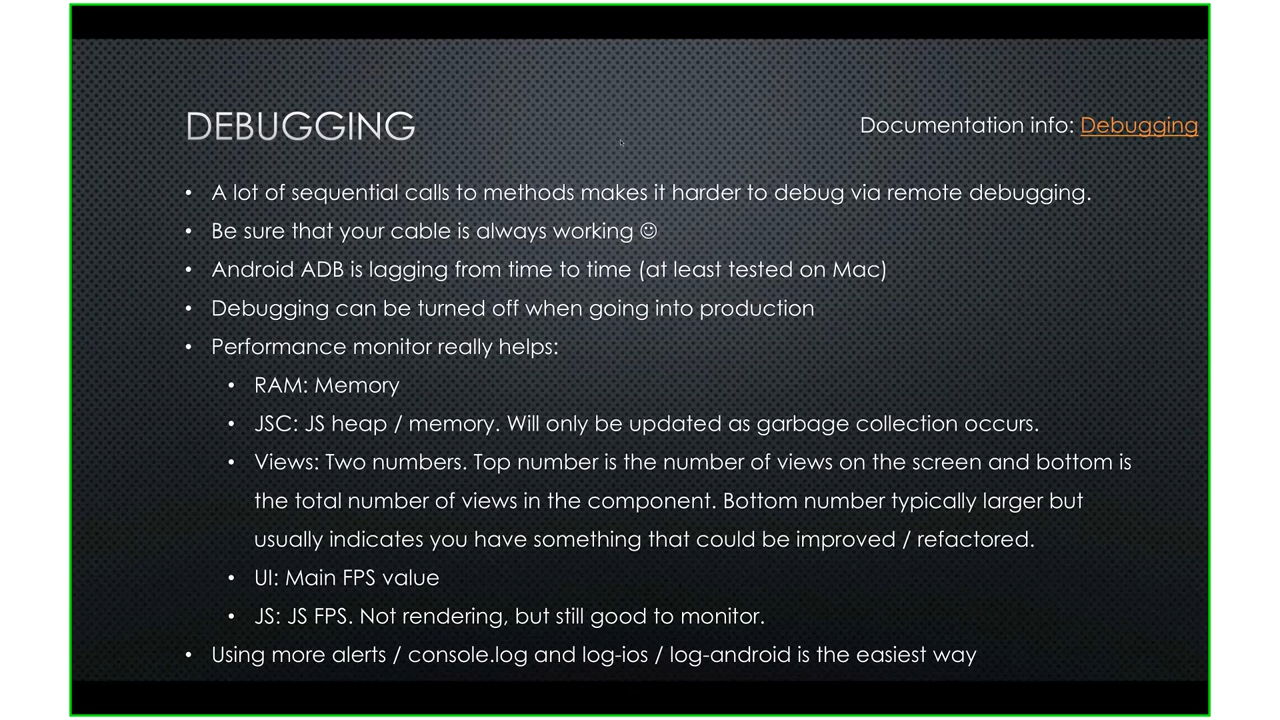 DEBUGGING
Documentation info: Debugging
• A lot of sequential calls to methods makes it harder to debug via remote debugging.
• Be sure that your cable is always working ☺
• Android ADB is lagging from time to time (at least tested on Mac)
• Debugging can be turned off when going into production
• Performance monitor really helps:
• RAM: Memory
• JSC: JS heap / memory. Will only be updated as garbage collection occurs.
• Views: Two numbers. Top number is the number of views on the screen and bottom is
the total number of views in the component. Bottom number typically larger but
usually indicates you have something that could be improved / refactored.
• UI: Main FPS value
• JS: JS FPS. Not rendering, but still good to monitor.
• Using more alerts / console.log and log-ios / log-android is the easiest way